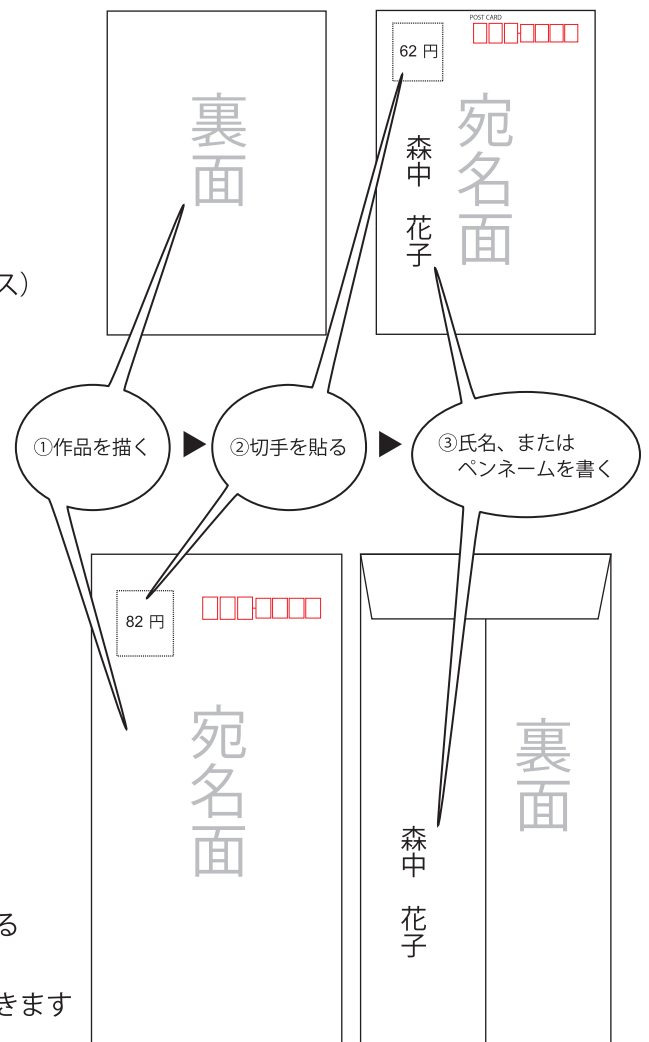 裏面
POST CARD
62 円
宛名面
森中 花子
ス)
①作品を描く
②切手を貼る
③氏名、または
ペンネームを書く
82 円
宛名面
裏面
森中 花子
る
きます